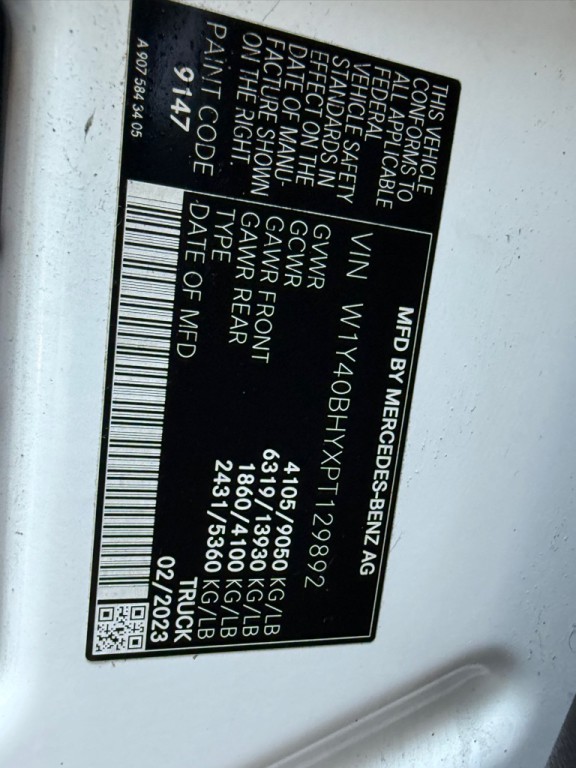 THIS VEHICLE
CONFORMS TO
ALL APPLICABLE
FEDERAL
VEHICLE SAFETY
STANDARDS IN
EFFECT ON THE
DATE OF MANU-
FACTURE SHOWN
ON THE RIGHT.
PAINT CODE
9147
A 907 584 34 05
MFD BY MERCEDES-BENZ AG
VIN W1Y40BHYXPT129892
GVWR 4105/9050 KG/LB
GCWR 6319/13930 KG/LB
GAWR FRONT 1860/4100 KG/LB
GAWR REAR 2431/5360 KG/LB
TYPE TRUCK
DATE OF MFD 02/2023